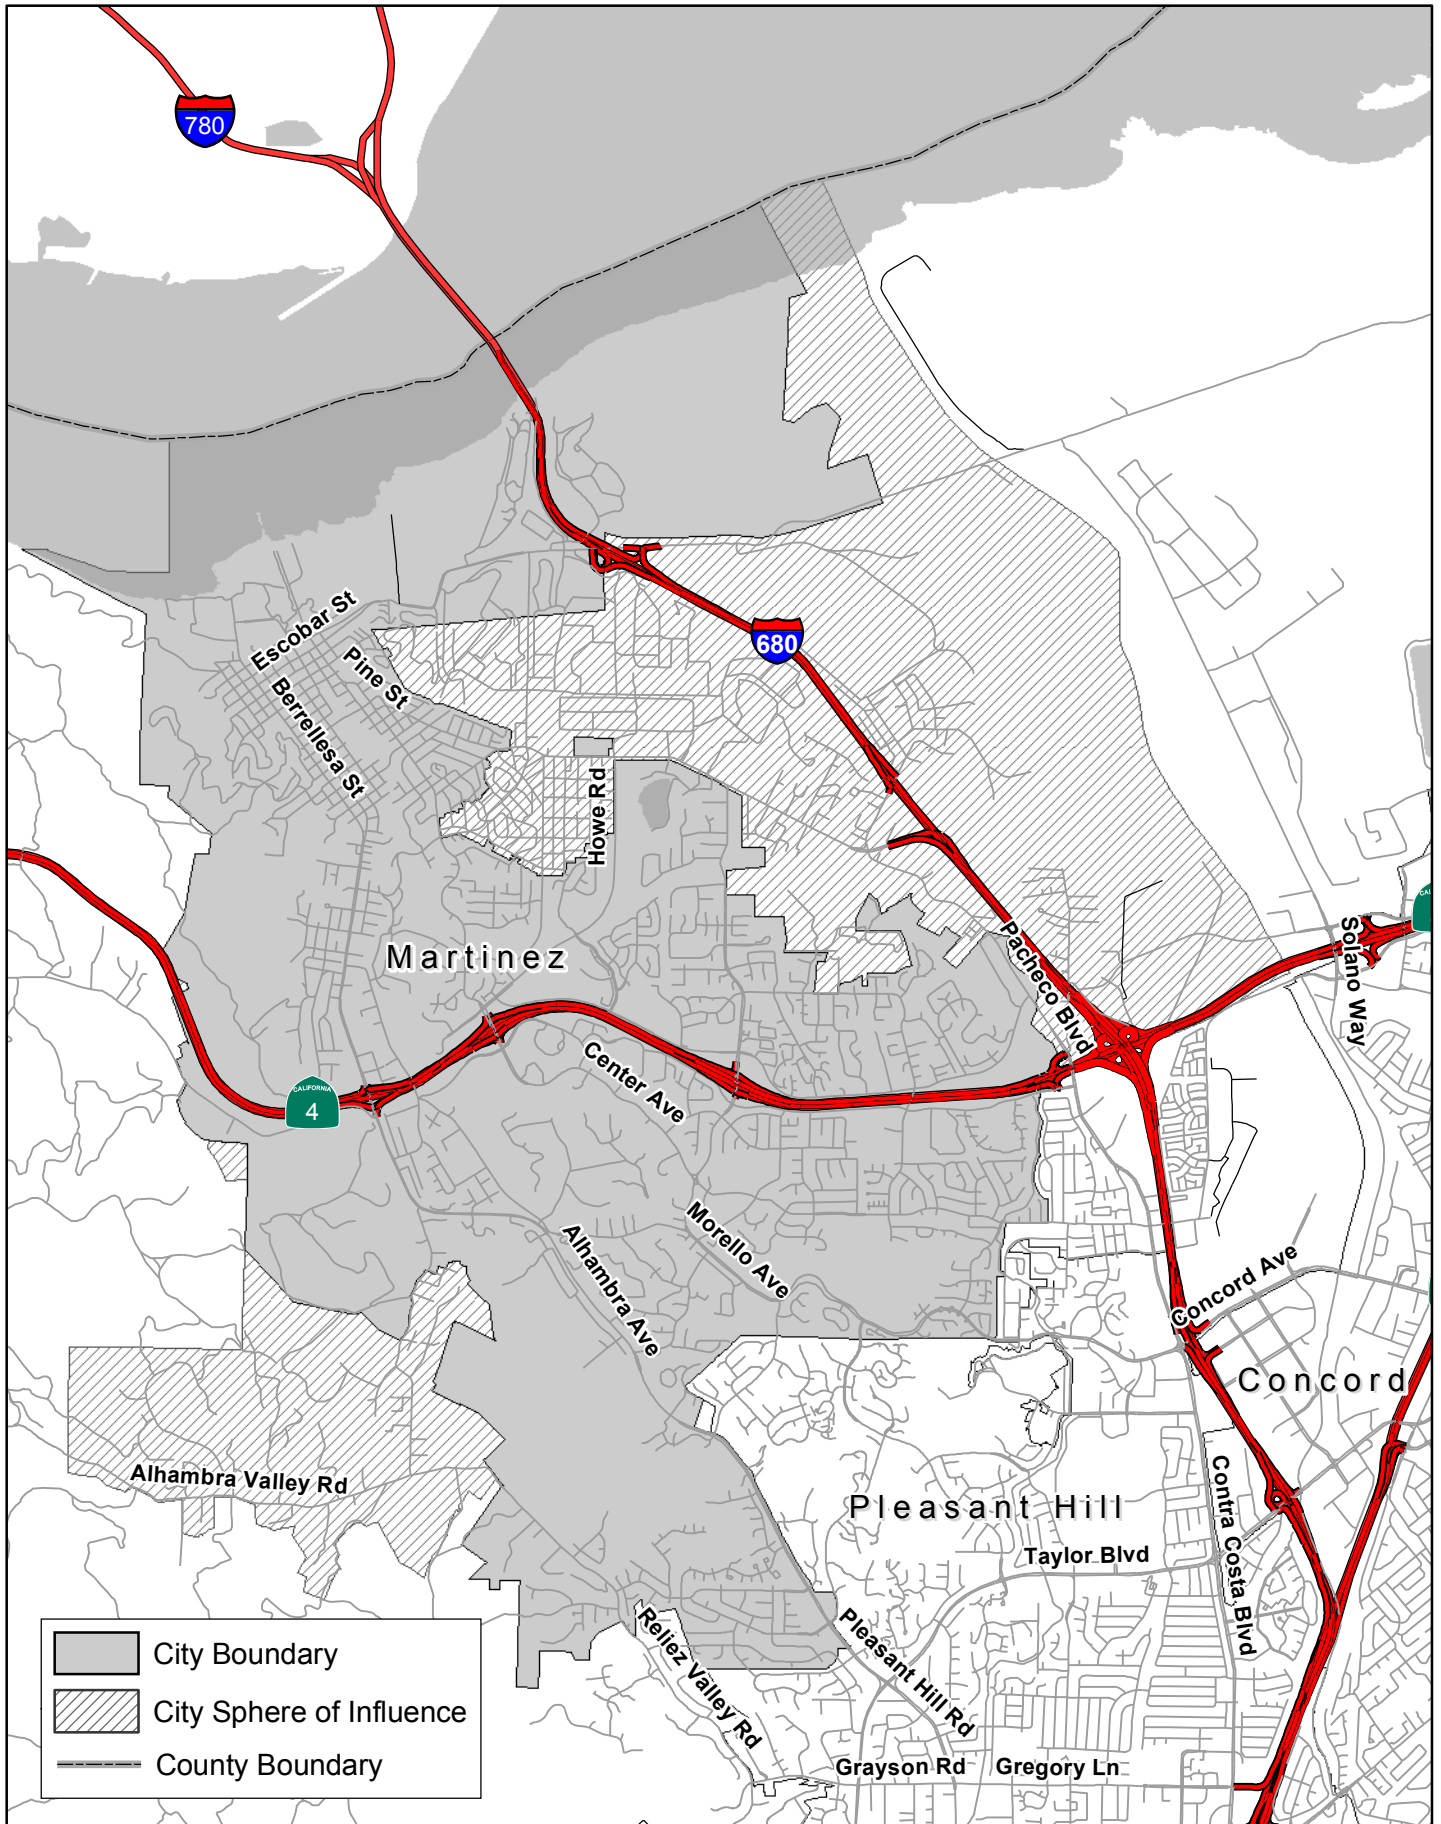 780
Escobar St
Pine St
680
Berrellesa St
Howe Rd
Martinez
Pacheco Blvd
Solano Way
CALIFORNIA
4
Center Ave
Morello Ave
Alhambra Ave
Concord Ave
Concord
Alhambra Valley Rd
Pleasant Hill
Contra Costa Blvd
Taylor Blvd
Reliez Valley Rd
Pleasant Hill Rd
Grayson Rd
Gregory Ln
City Boundary
City Sphere of Influence
County Boundary